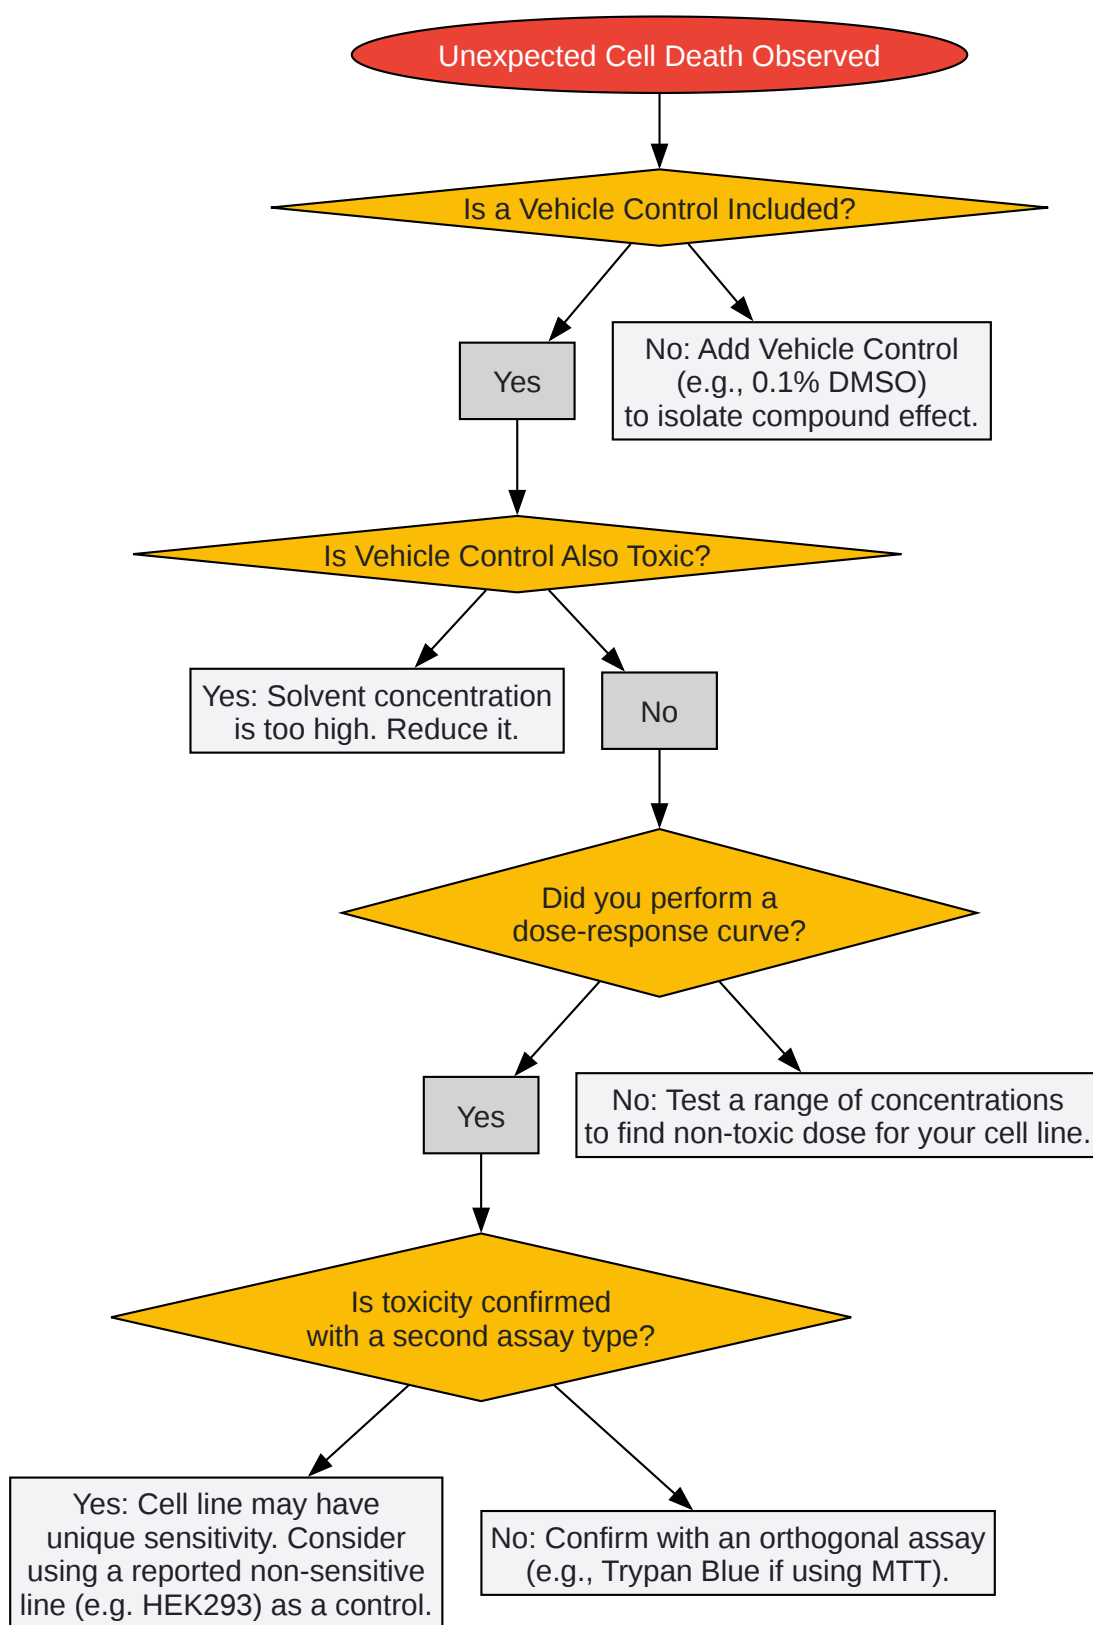 Unexpected Cell Death Observed
Is a Vehicle Control Included?
Yes
No: Add Vehicle Control
(e.g., 0.1% DMSO)
to isolate compound effect.
Is Vehicle Control Also Toxic?
Yes: Solvent concentration
is too high. Reduce it.
No
Did you perform a
dose-response curve?
Yes
No: Test a range of concentrations
to find non-toxic dose for your cell line.
Is toxicity confirmed
with a second assay type?
Yes: Cell line may have
unique sensitivity. Consider
using a reported non-sensitive
line (e.g. HEK293) as a control.
No: Confirm with an orthogonal assay
(e.g., Trypan Blue if using MTT).